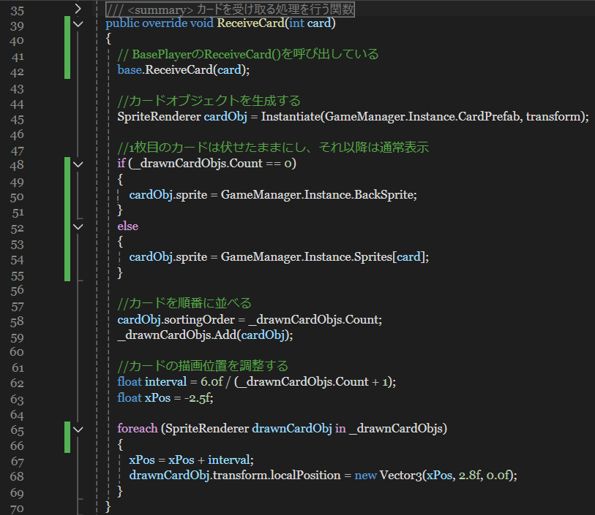 35 /// <summary> カードを受け取る処理を行う関数
39 public override void ReceiveCard(int card)
40 {
41 // BasePlayerのReceiveCard()を呼び出している
42 base.ReceiveCard(card);
43
44 //カードオブジェクトを生成する
45 SpriteRenderer cardObj = Instantiate(GameManager.Instance.CardPrefab, transform);
46
47 //1枚目のカードは伏せたままにし、それ以降は通常表示
48 if (_drawnCardObjs.Count == 0)
49 {
50 cardObj.sprite = GameManager.Instance.BackSprite;
51 }
52 else
53 {
54 cardObj.sprite = GameManager.Instance.Sprites[card];
55 }
56
57 //カードを順番に並べる
58 cardObj.sortingOrder = _drawnCardObjs.Count;
59 _drawnCardObjs.Add(cardObj);
60
61 //カードの描画位置を調整する
62 float interval = 6.0f / (_drawnCardObjs.Count + 1);
63 float xPos = -2.5f;
64
65 foreach (SpriteRenderer drawnCardObj in _drawnCardObjs)
66 {
67 xPos = xPos + interval;
68 drawnCardObj.transform.localPosition = new Vector3(xPos, 2.8f, 0.0f);
69 }
70 }